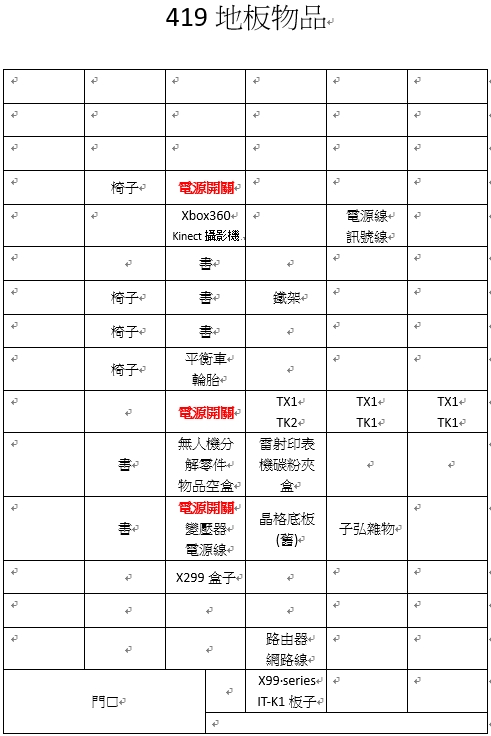 419 地板物品
椅子
電源開關
Xbox360
Kinect 攝影機
電源線
訊號線
書
椅子
書
鐵架
椅子
書
椅子
平衡車
輪胎
電源開關
TX1
TK2
TX1
TK1
TX1
TK1
書
無人機分
解零件
物品空盒
雷射印表
機碳粉夾
盒
書
電源開關
變壓器
電源線
晶格底板
(舊)
子弘雜物
X299 盒子
路由器
網路線
門口
X99·series
IT-K1 板子